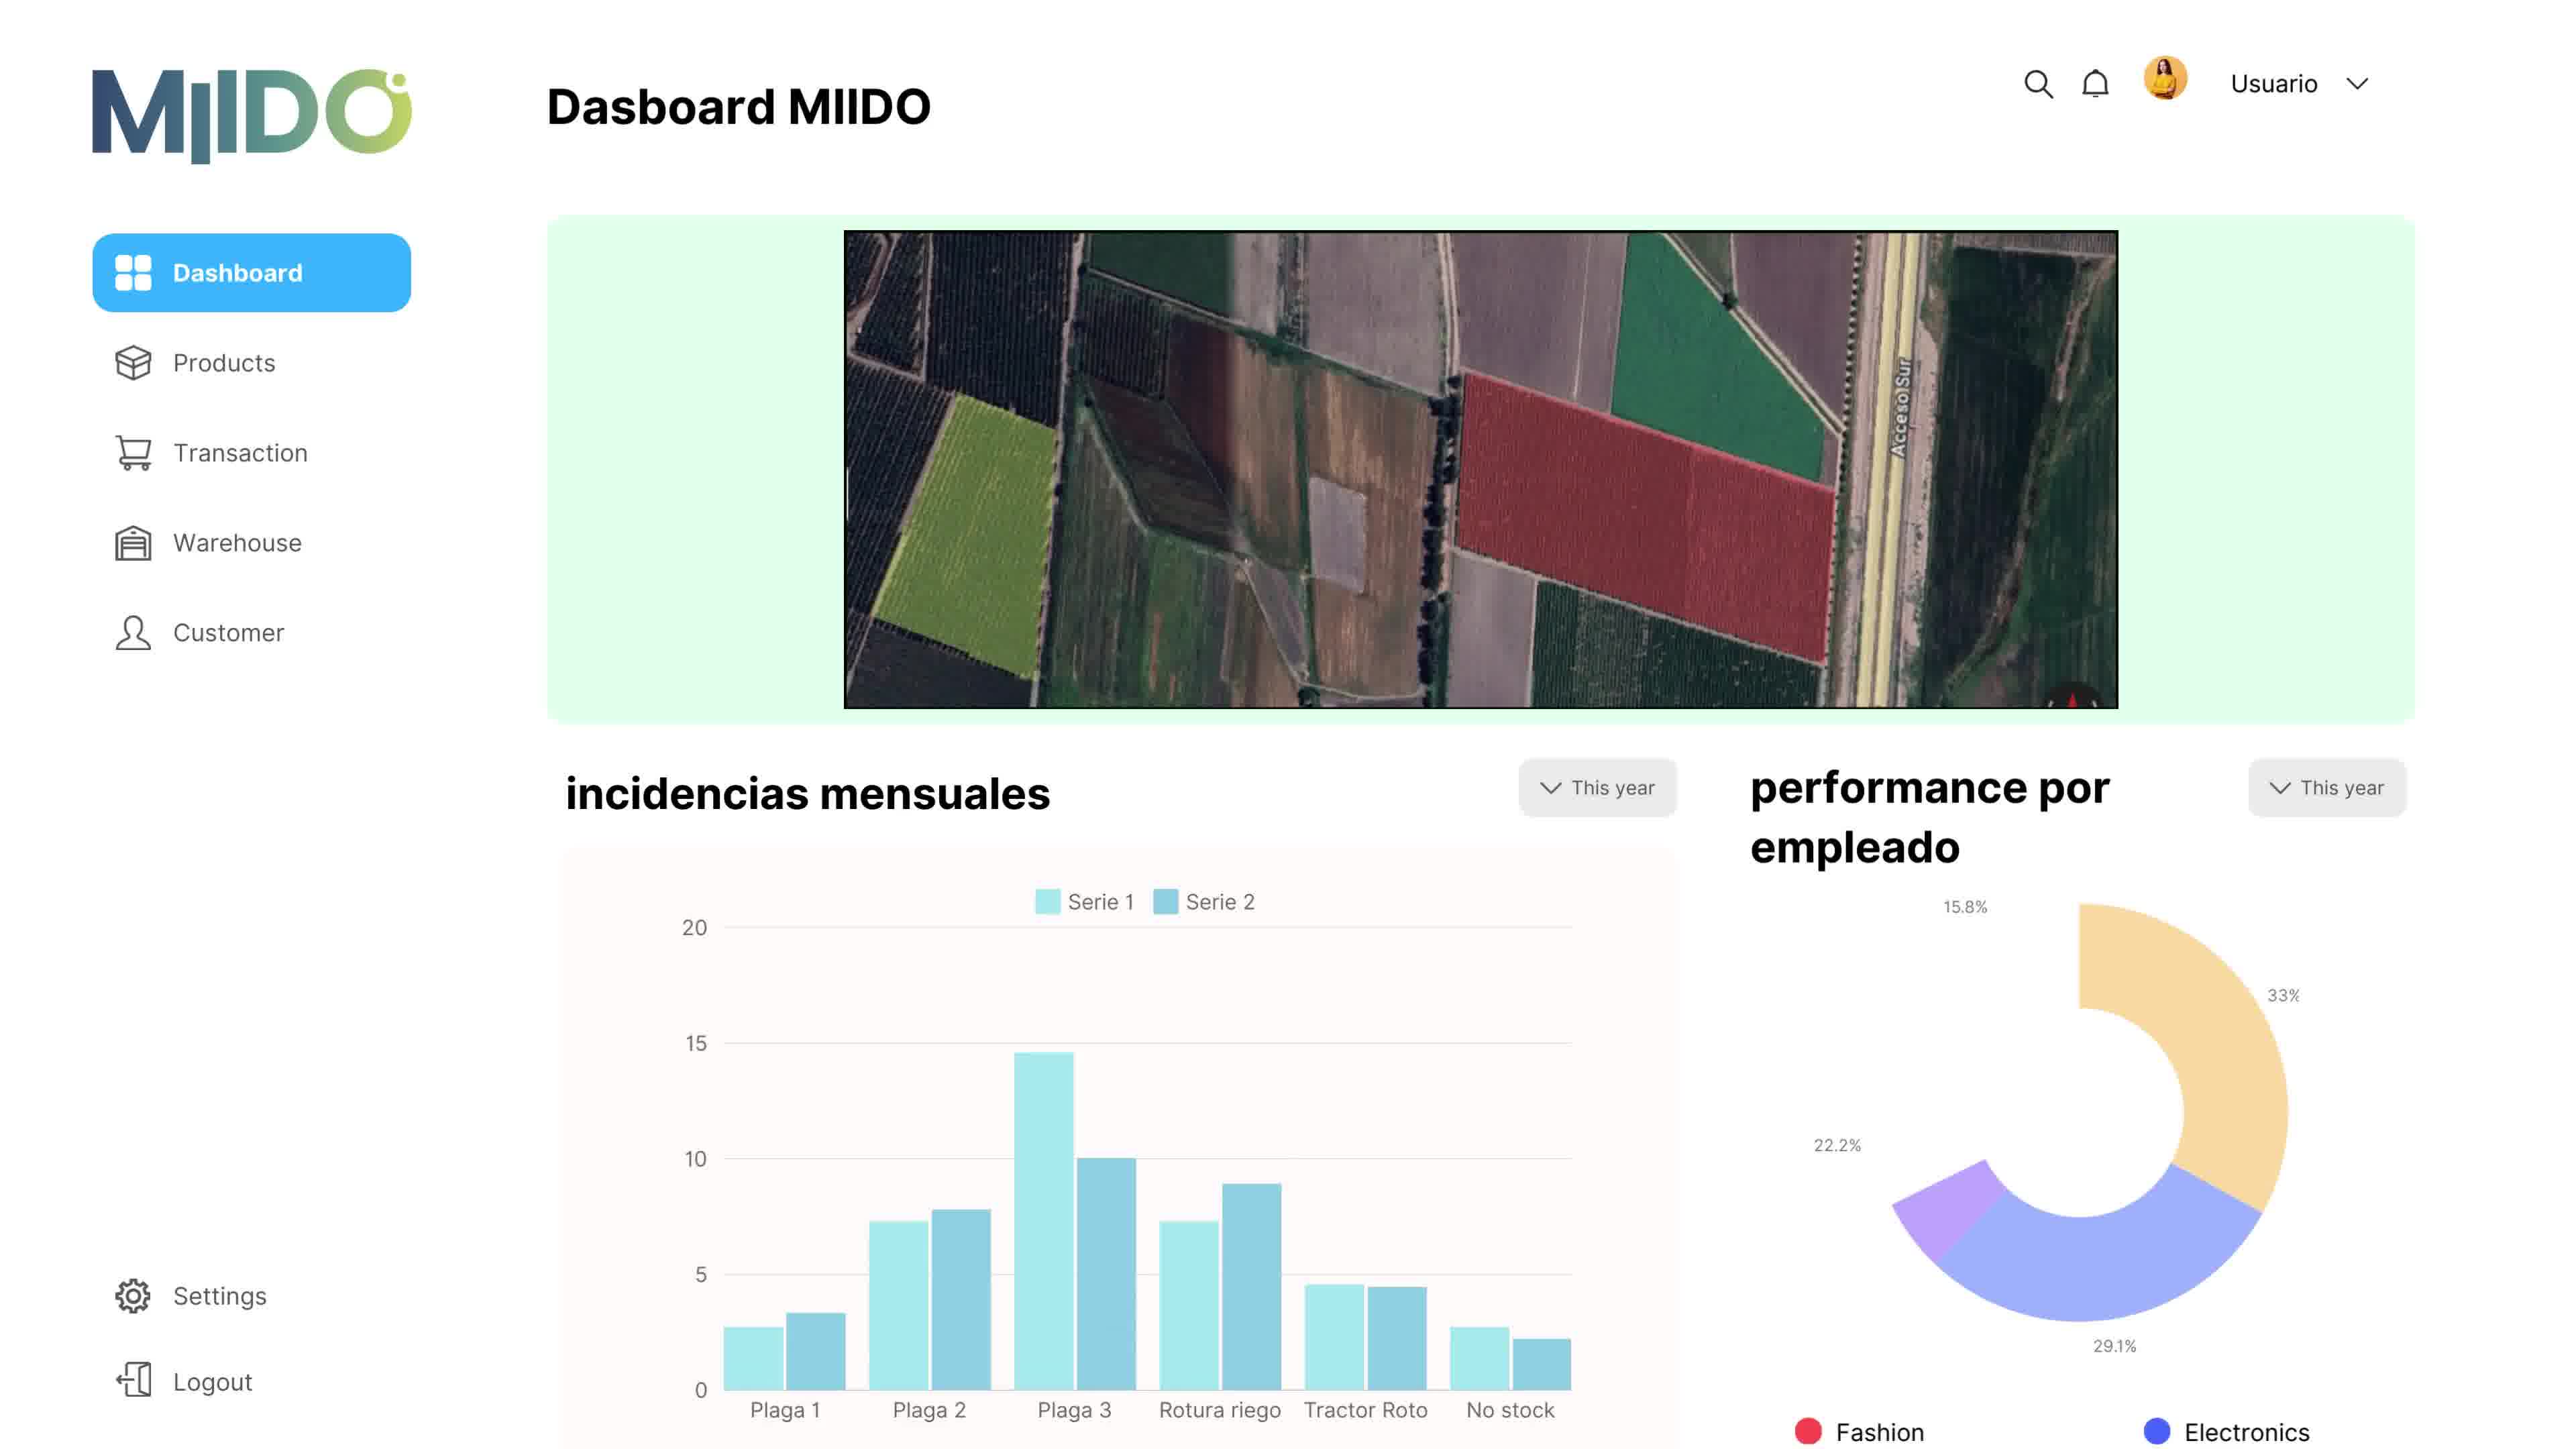 MIIDO
Dasboard MIIDO
Usuario
Dashboard
Products
Transaction
Warehouse
Customer
Settings
Logout
Acceso Sur
incidencias mensuales
This year
Serie 1 Serie 2
20
15
10
5
0
Plaga 1 Plaga 2 Plaga 3 Rotura riego Tractor Roto No stock
performance por
empleado
This year
15.8%
33%
22.2%
29.1%
Fashion Electronics